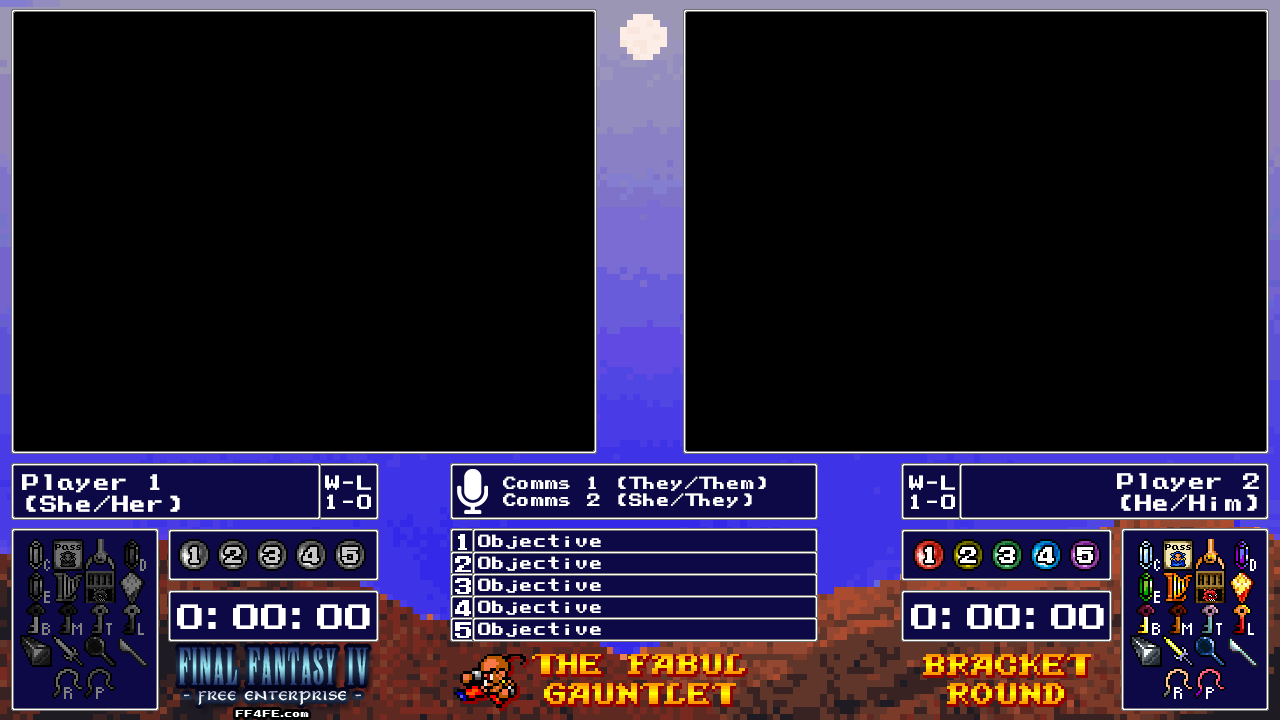 Player 1
(She/Her)
W-L
1-0
Comms 1 (They/Them)
Comms 2 (She/They)
W-L
1-0
Player 2
(He/Him)
C
Pass
D
E
B
M
T
L
R
P
1 2 3 4 5
0:00:00
FINAL FANTASY IV
- FREE ENTERPRISE -
FF4FE.com
1 Objective
2 Objective
3 Objective
4 Objective
5 Objective
THE FABUL
GAUNTLET
1 2 3 4 5
0:00:00
BRACKET
ROUND
C
Pass
D
E
B
M
T
L
R
P